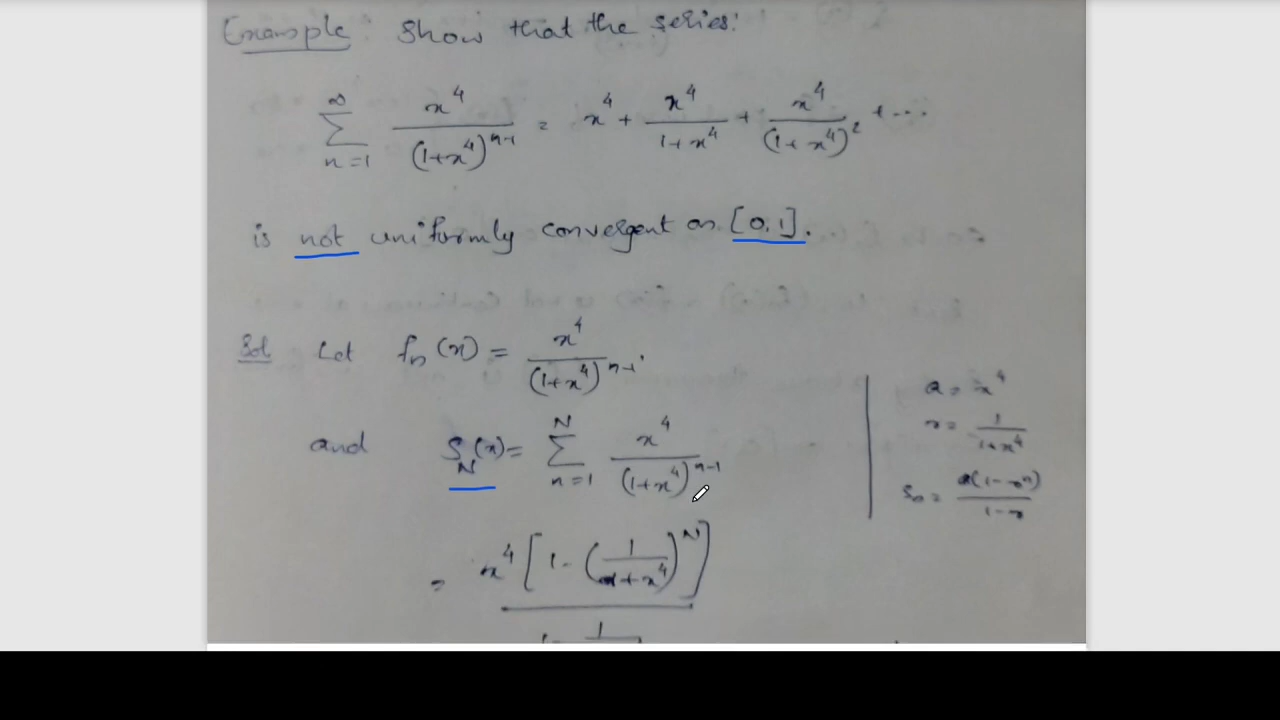 Example: Show that the series:
∞
∑ x⁴/(1+x⁴)ⁿ⁻¹ = x⁴ + x⁴/(1+x⁴) + x⁴/(1+x⁴)² + ...
n=1
is not uniformly convergent on [0,1].
Sol Let fₙ(x) = x⁴/(1+x⁴)ⁿ⁻¹.
a = x⁴
r = 1/(1+x⁴)
Sₙ = a(1-rⁿ)/(1-r)
and S_N(x) = ∑ x⁴/(1+x⁴)ⁿ⁻¹
N
n=1
= x⁴[1-(1/(1+x⁴))ᴺ]
1 - 1